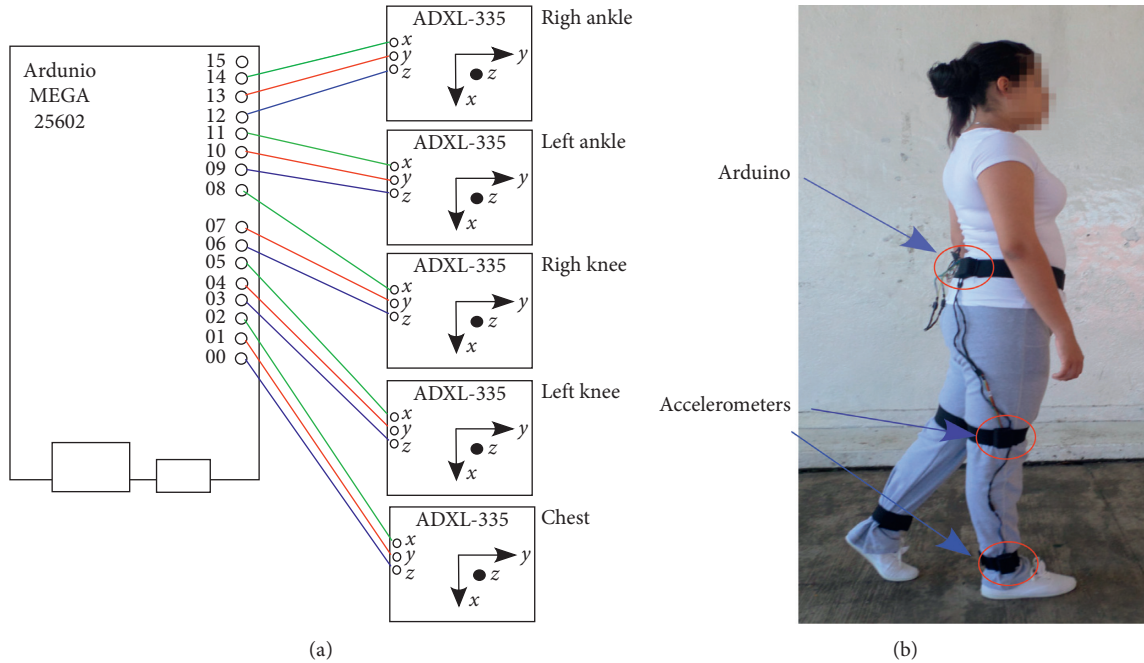 Ardunio
MEGA
25602
15
14
13
12
11
10
09
08
07
06
05
04
03
02
01
00
ADXL-335
x
y
z
y
z
x
Righ ankle
ADXL-335
x
y
z
y
z
x
Left ankle
ADXL-335
x
y
z
y
z
x
Righ knee
ADXL-335
x
y
z
y
z
x
Left knee
ADXL-335
x
y
z
y
z
x
Chest
(a)
Arduino
Accelerometers
(b)